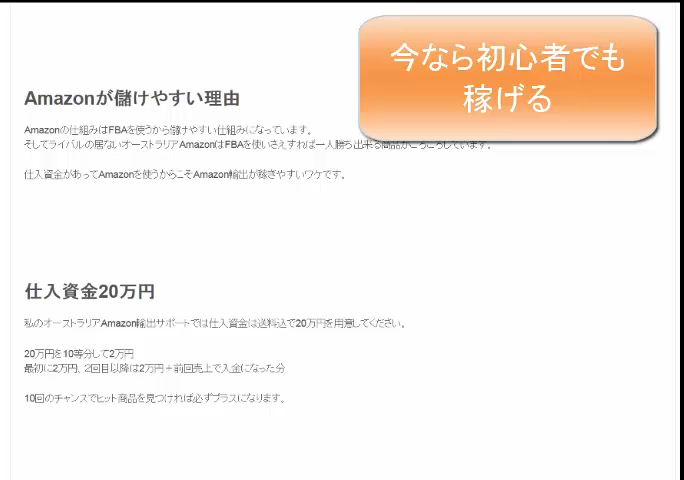 今なら初心者でも
稼げる
Amazonが儲けやすい理由
Amazonの仕組みはFBAを使うから儲けやすい仕組みになっています。
そしてライバルの居ないオーストラリアAmazonはFBAを使いさえすれば一人勝ち出来る商品がごろごろしています。
仕入資金があってAmazonを使うからこそAmazon輸出が稼ぎやすいワケです。
仕入資金20万円
私のオーストラリアAmazon輸出サポートでは仕入資金は送料込で20万円を用意してください。
20万円を10等分して2万円
最初に2万円、2回目以降は2万円＋前回売上で入金になった分
10回のチャンスでヒット商品を見つければ必ずプラスになります。